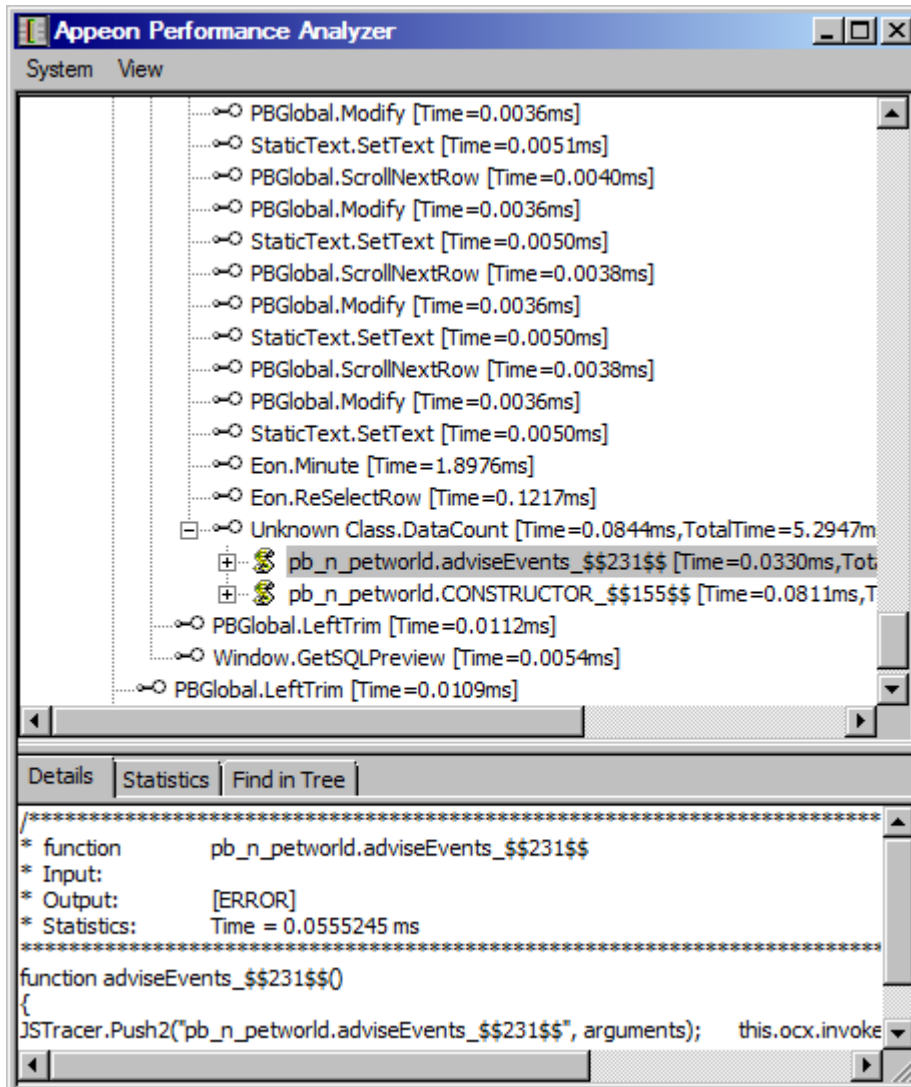 Appeon Performance Analyzer
System View
PBGlobal.Modify [Time=0.0036ms]
StaticText.SetText [Time=0.0051ms]
PBGlobal.ScrollNextRow [Time=0.0040ms]
PBGlobal.Modify [Time=0.0036ms]
StaticText.SetText [Time=0.0050ms]
PBGlobal.ScrollNextRow [Time=0.0038ms]
PBGlobal.Modify [Time=0.0036ms]
StaticText.SetText [Time=0.0050ms]
PBGlobal.ScrollNextRow [Time=0.0038ms]
PBGlobal.Modify [Time=0.0036ms]
StaticText.SetText [Time=0.0050ms]
Eon.Minute [Time=1.8976ms]
Eon.ReSelectRow [Time=0.1217ms]
Unknown Class.DataCount [Time=0.0844ms,TotalTime=5.2947m
pb_n_petworld.adviseEvents_$$231$$ [Time=0.0330ms,Tot
pb_n_petworld.CONSTRUCTOR_$$155$$ [Time=0.0811ms,T
PBGlobal.LeftTrim [Time=0.0112ms]
Window.GetSQLPreview [Time=0.0054ms]
PBGlobal.LeftTrim [Time=0.0109ms]
Details Statistics Find in Tree
/**************************************************************************
* function pb_n_petworld.adviseEvents_$$231$$
* Input:
* Output: [ERROR]
* Statistics: Time = 0.0555245 ms
***************************************************************************
function adviseEvents_$$231$$()
{
JSTracer.Push2("pb_n_petworld.adviseEvents_$$231$$", arguments); this.ocx.invoke